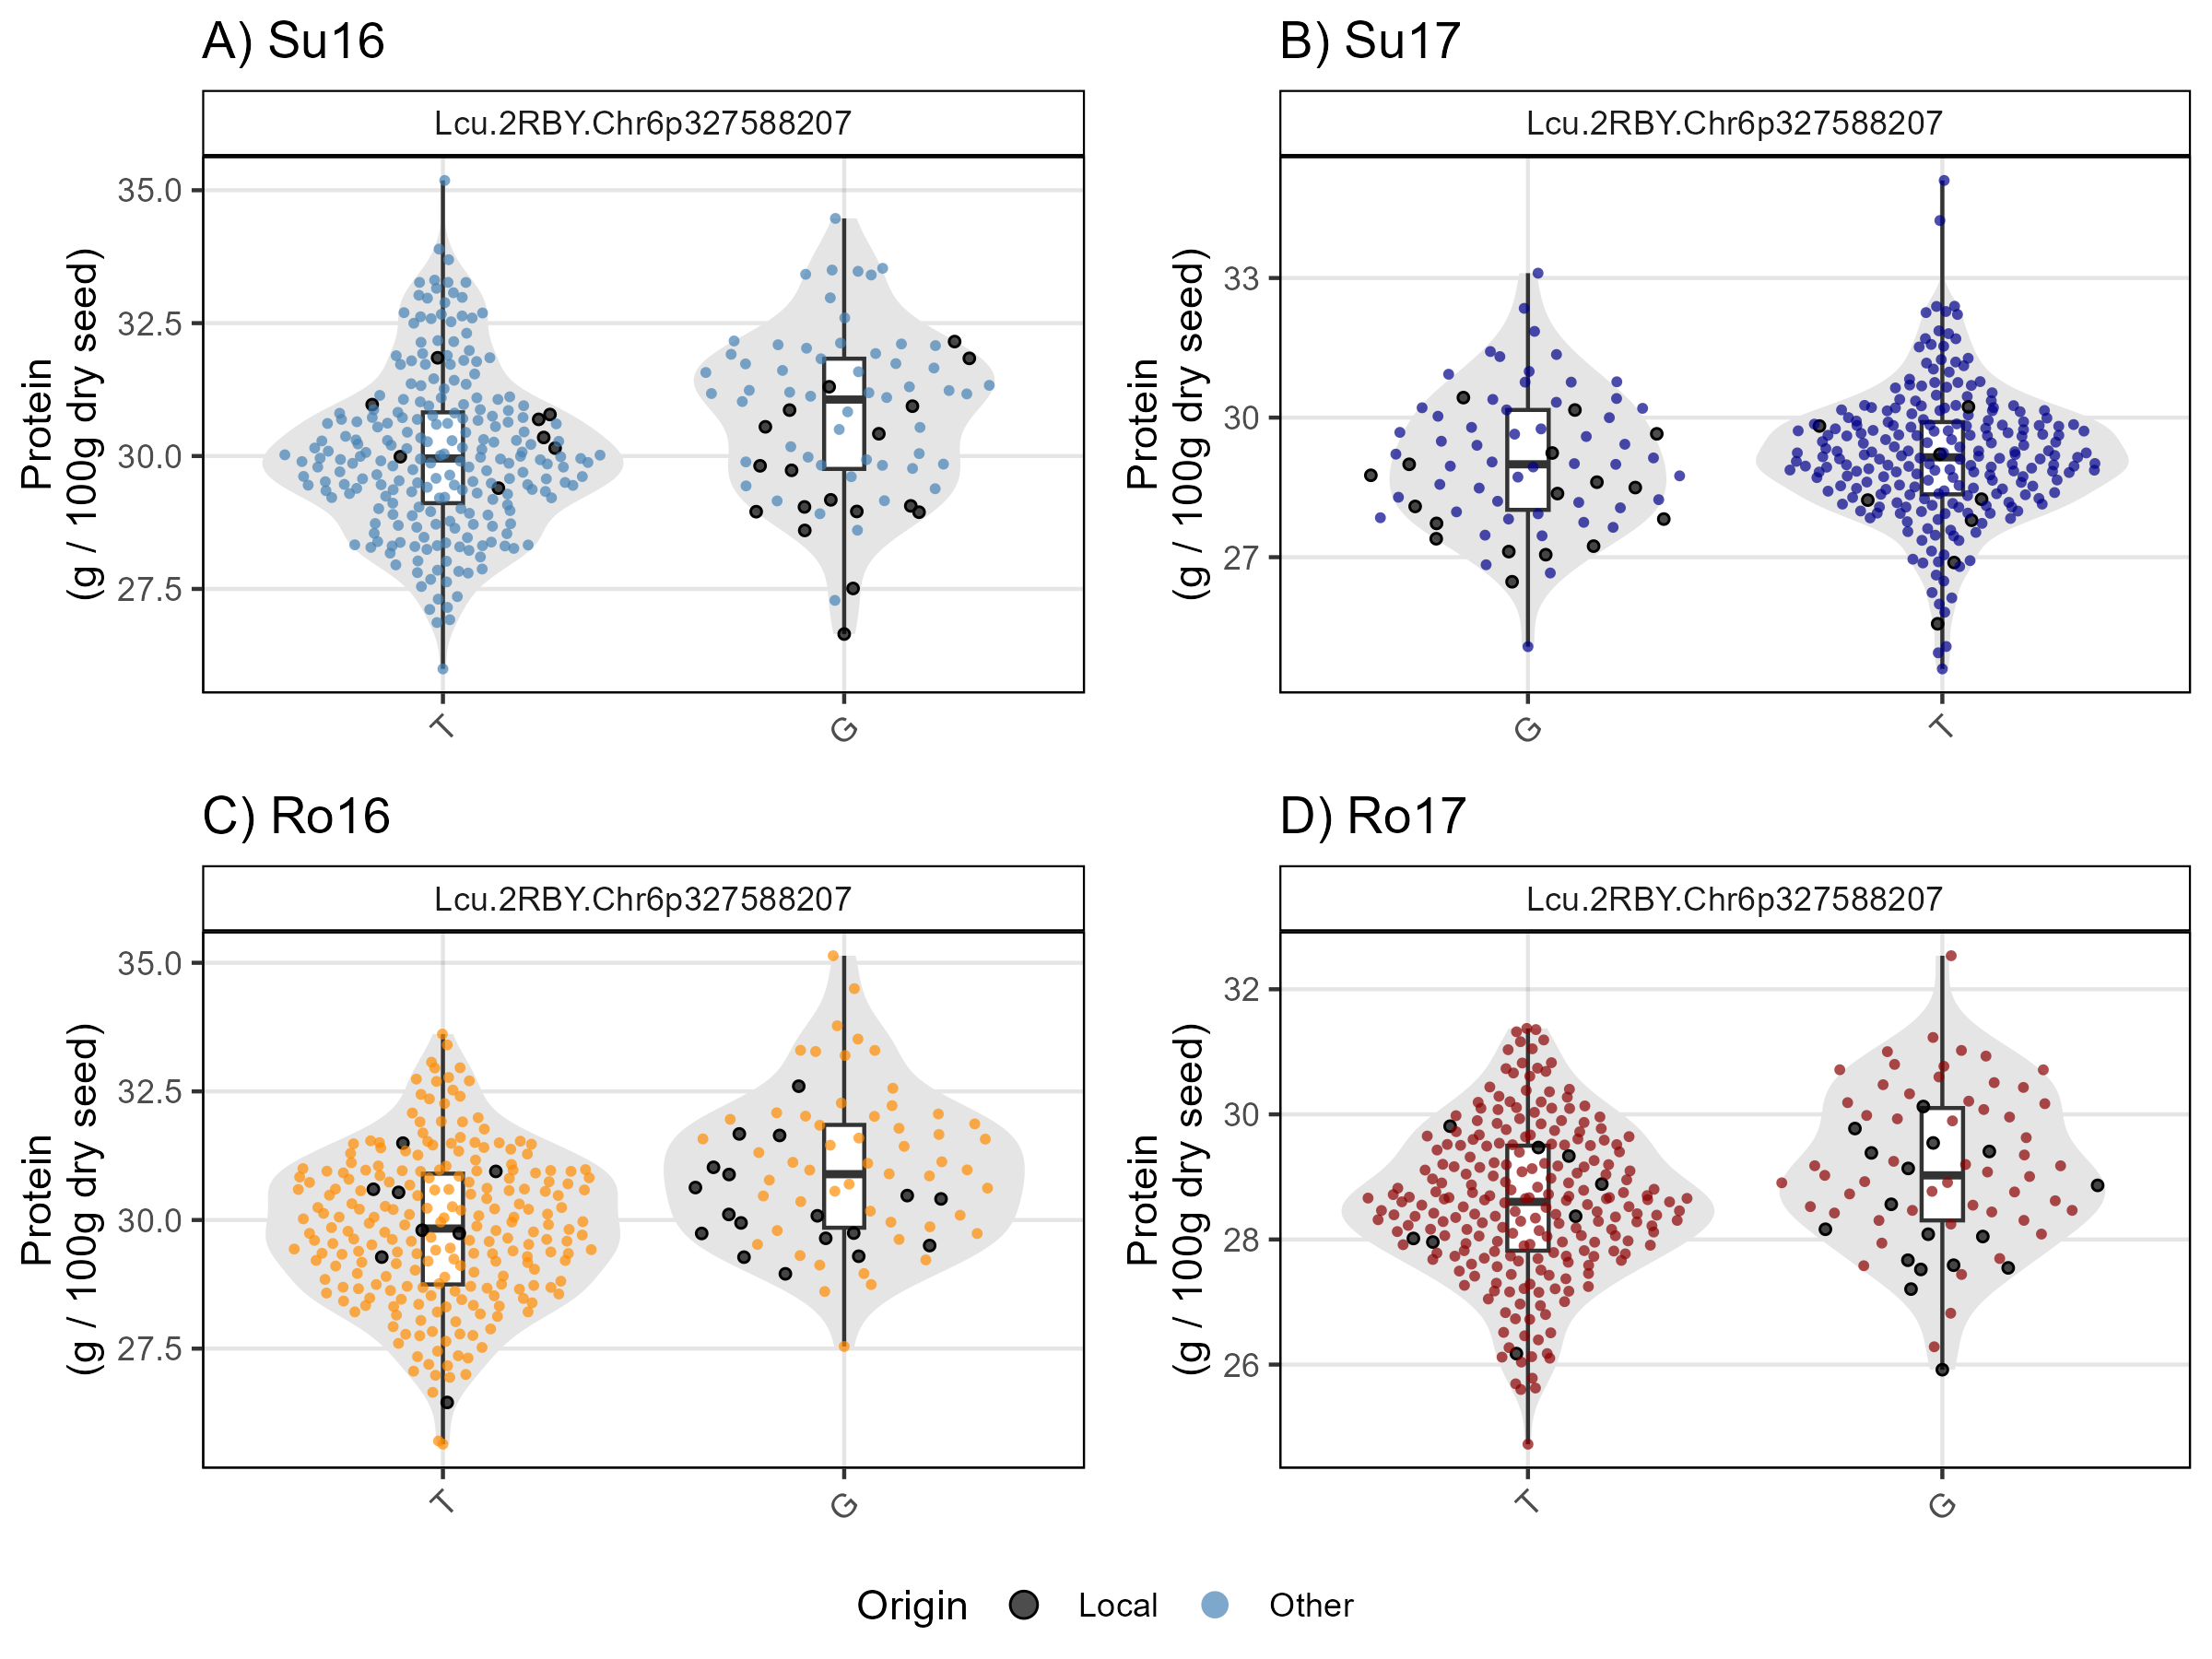 A) Su16
Lcu.2RBY.Chr6p327588207
Protein
(g / 100g dry seed)
35.0
32.5
30.0
27.5
T
G
B) Su17
Lcu.2RBY.Chr6p327588207
Protein
(g / 100g dry seed)
33
30
27
G
T
C) Ro16
Lcu.2RBY.Chr6p327588207
Protein
(g / 100g dry seed)
35.0
32.5
30.0
27.5
T
G
D) Ro17
Lcu.2RBY.Chr6p327588207
Protein
(g / 100g dry seed)
32
30
28
26
T
G
Origin Local Other